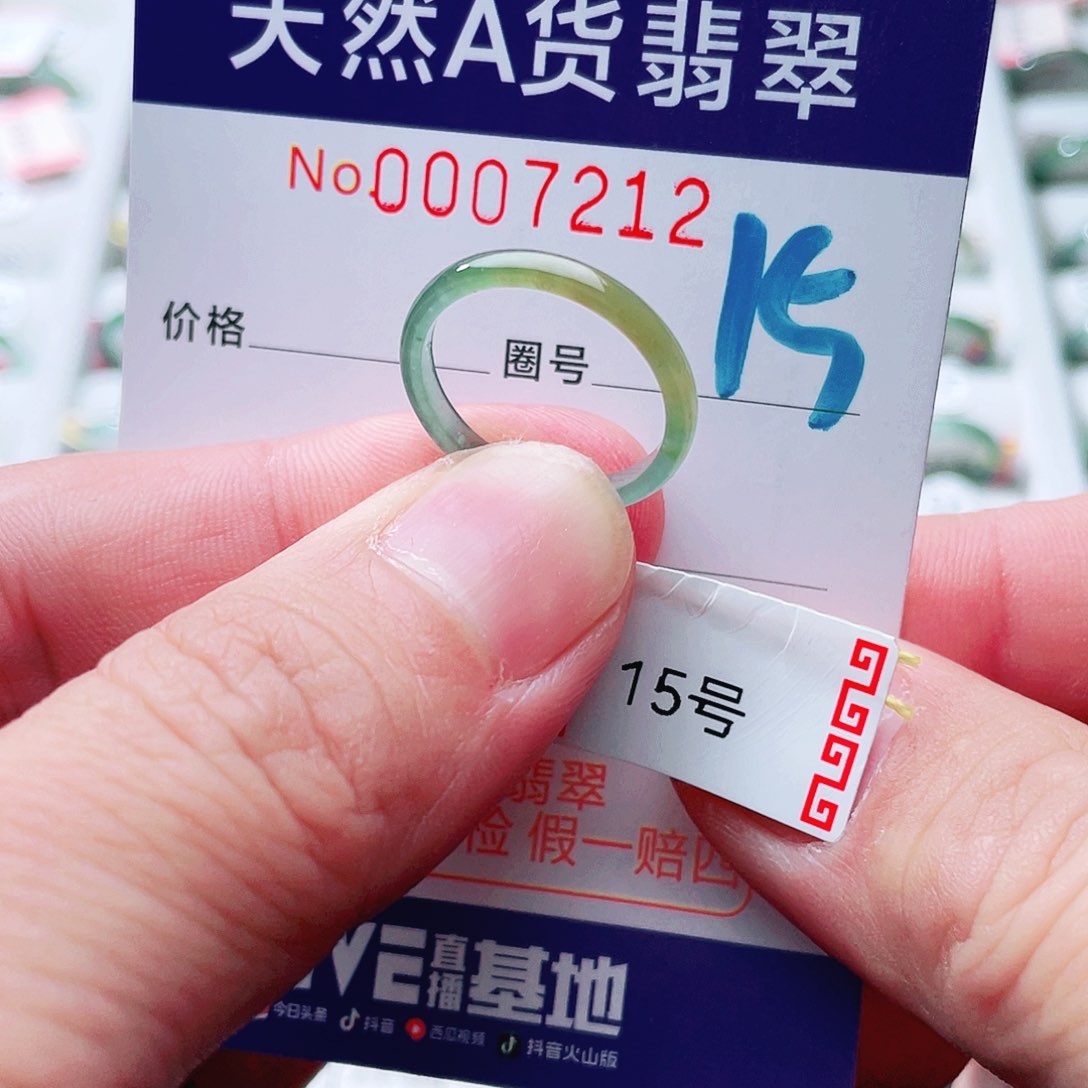 天然A货翡翠
No.0007212
价格 圈号 15
15号
翡翠
检 假一赔四
VE直播基地
今日头条 抖音 西瓜视频 抖音火山版